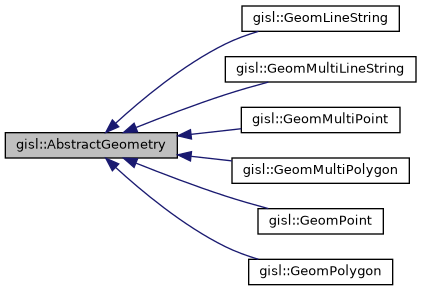 gisl::GeomLineString
gisl::GeomMultiLineString
gisl::GeomMultiPoint
gisl::AbstractGeometry
gisl::GeomMultiPolygon
gisl::GeomPoint
gisl::GeomPolygon